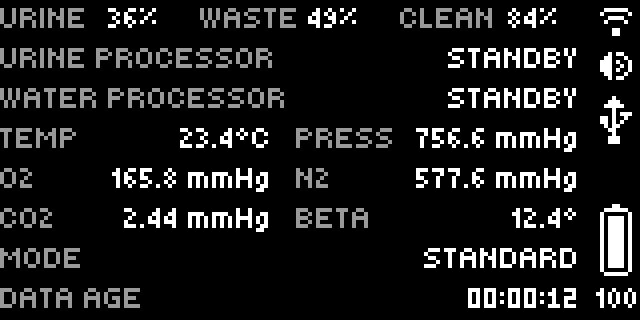 URINE 36% WASTE 49% CLEAN 84%
URINE PROCESSOR STANDBY
WATER PROCESSOR STANDBY
TEMP 23.4°C PRESS 756.6 mmHg
O2 165.8 mmHg N2 577.6 mmHg
CO2 2.44 mmHg BETA 12.4°
MODE STANDARD
DATA AGE 00:00:12 100